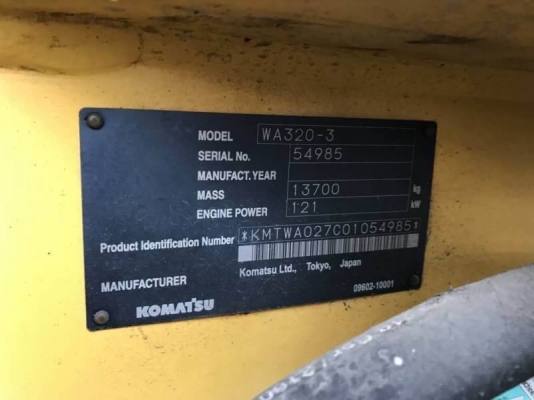 MODEL WA320-3
SERIAL No. 54985
MANUFACT. YEAR
MASS 13700 kg
ENGINE POWER 121 kW
Product Identification Number *KMTWA027C01054985*
MANUFACTURER Komatsu Ltd., Tokyo, Japan
KOMATSU 09602-10001